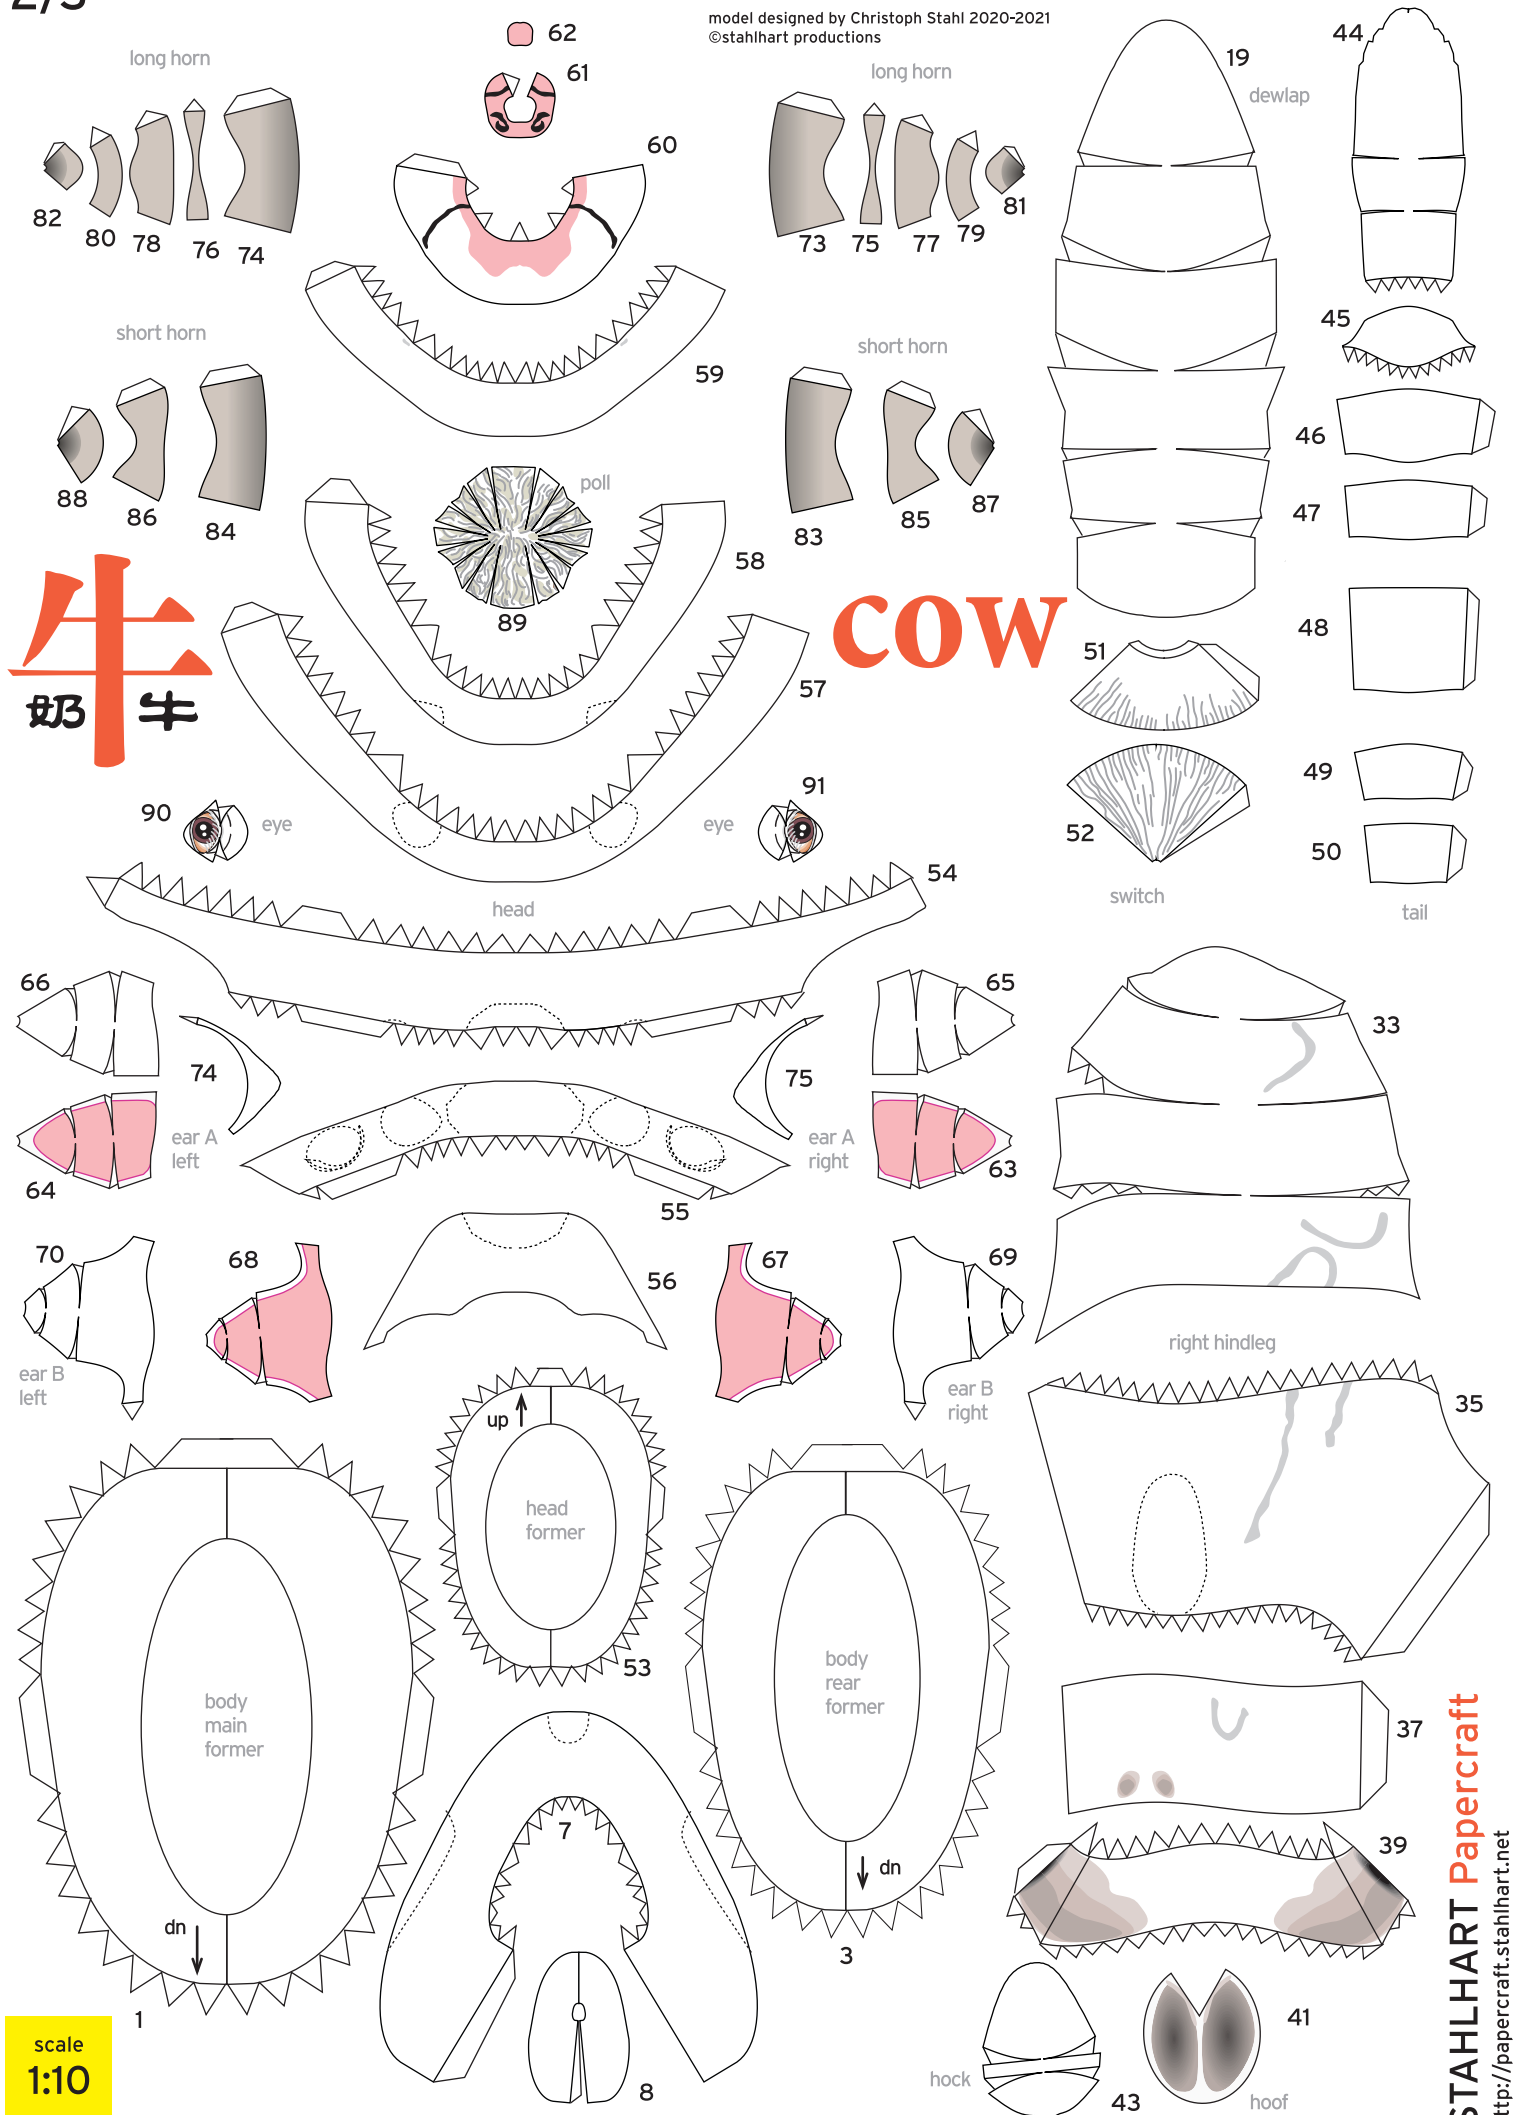 2/3
model designed by Christoph Stahl 2020-2021
©stahlhart productions
long horn
82
80
78
76
74
62
61
60
59
long horn
73
75
77
79
81
19
dewlap
44
45
46
47
48
49
50
tail
short horn
88
86
84
poll
89
58
57
short horn
83
85
87
牛
奶牛
cow
51
52
switch
90
eye
eye
91
54
head
66
74
64
ear A
left
65
75
63
ear A
right
55
56
70
68
ear B
left
67
69
ear B
right
33
right hindleg
35
37
39
41
hoof
43
hock
up
head
former
53
body
main
former
dn
1
body
rear
former
dn
3
7
8
scale
1:10
STAHLHART Papercraft
ttp://papercraft.stahlhart.net